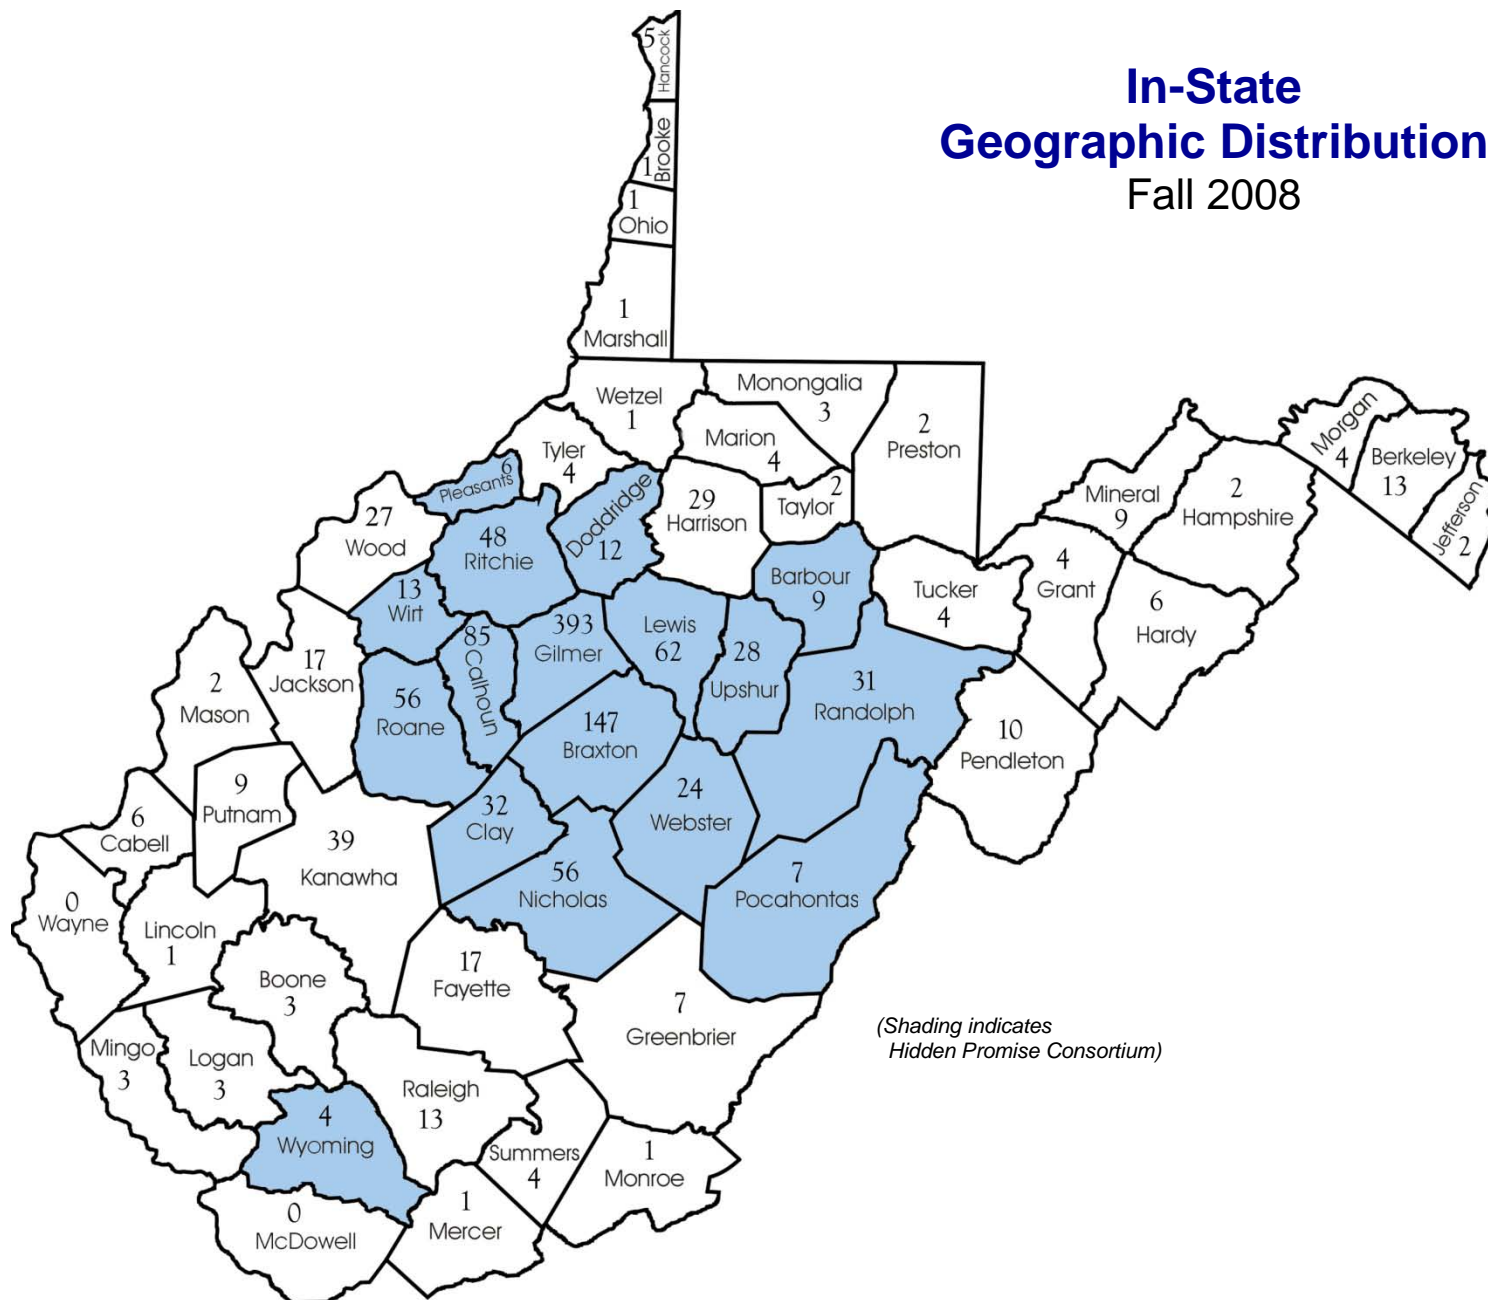 In-State
Geographic Distribution
Fall 2008
5
Hancock
Brooke
1
1
Ohio
1
Marshall
Wetzel
1
Monongalia
3
2
Preston
Marion
4
Tyler
4
6
Pleasants
Doddridge
12
29
Harrison
2
Taylor
27
Wood
48
Ritchie
Morgan
4
Berkeley
13
Jefferson
2
Mineral
9
2
Hampshire
4
Grant
6
Hardy
Barbour
9
Tucker
4
13
Wirt
85
Calhoun
393
Gilmer
Lewis
62
28
Upshur
31
Randolph
17
Jackson
2
Mason
56
Roane
147
Braxton
10
Pendleton
9
Putnam
6
Cabell
32
Clay
24
Webster
39
Kanawha
56
Nicholas
7
Pocahontas
0
Wayne
Lincoln
1
Boone
3
17
Fayette
7
Greenbrier
(Shading indicates
Hidden Promise Consortium)
Mingo
3
Logan
3
Raleigh
13
4
Wyoming
Summers
4
1
Monroe
0
McDowell
1
Mercer